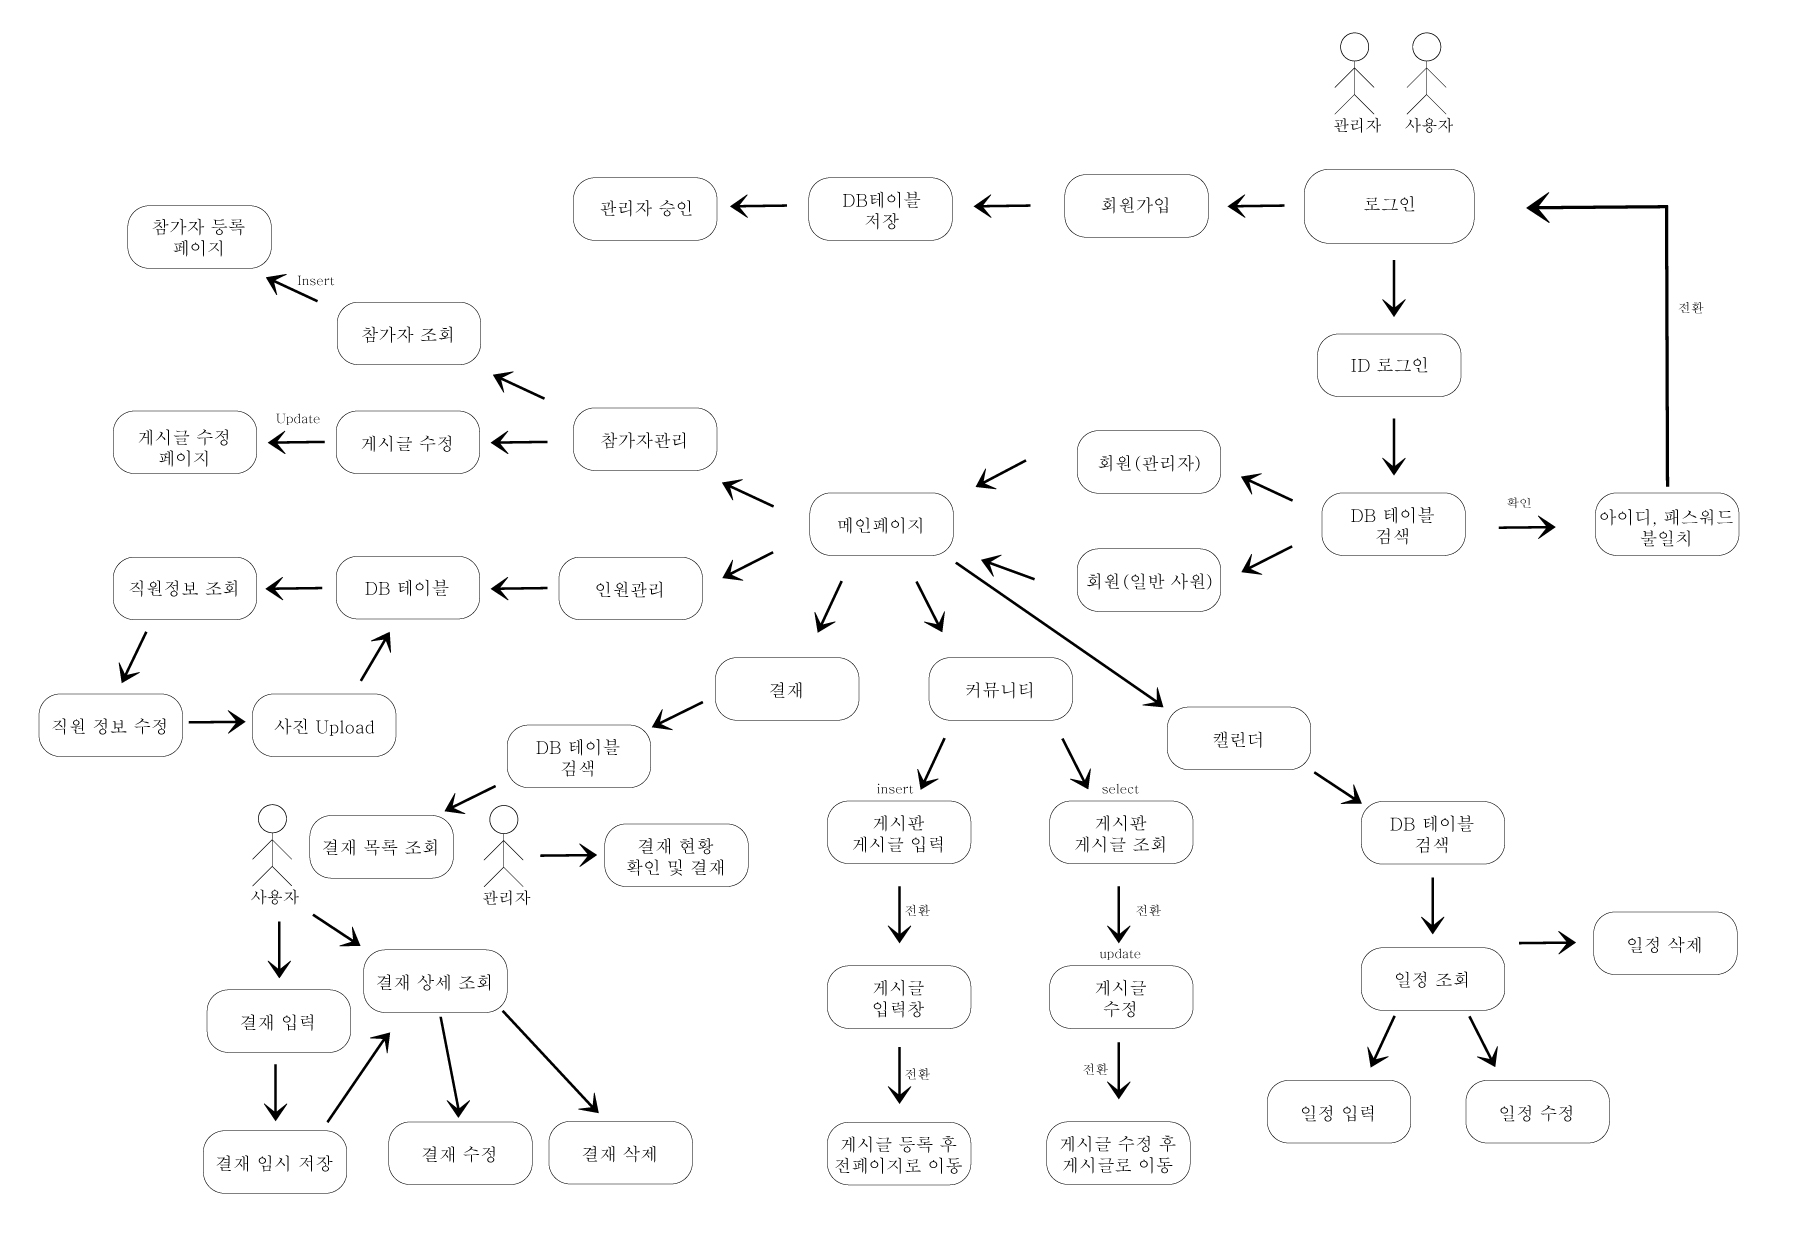 관리자
사용자
관리자 승인
DB테이블
저장
회원가입
로그인
참가자 등록
페이지
Insert
전환
참가자 조회
ID 로그인
게시글 수정
페이지
Update
게시글 수정
참가자관리
회원(관리자)
메인페이지
DB 테이블
검색
확인
아이디, 패스워드
불일치
직원정보 조회
DB 테이블
인원관리
회원(일반 사원)
직원 정보 수정
사진 Upload
결재
커뮤니티
캘린더
DB 테이블
검색
insert
select
사용자
결재 목록 조회
관리자
결재 현황
확인 및 결재
게시판
게시글 입력
게시판
게시글 조회
DB 테이블
검색
전환
전환
update
일정 삭제
결재 상세 조회
결재 입력
게시글
입력창
게시글
수정
일정 조회
전환
전환
결재 임시 저장
결재 수정
결재 삭제
게시글 등록 후
전페이지로 이동
게시글 수정 후
게시글로 이동
일정 입력
일정 수정